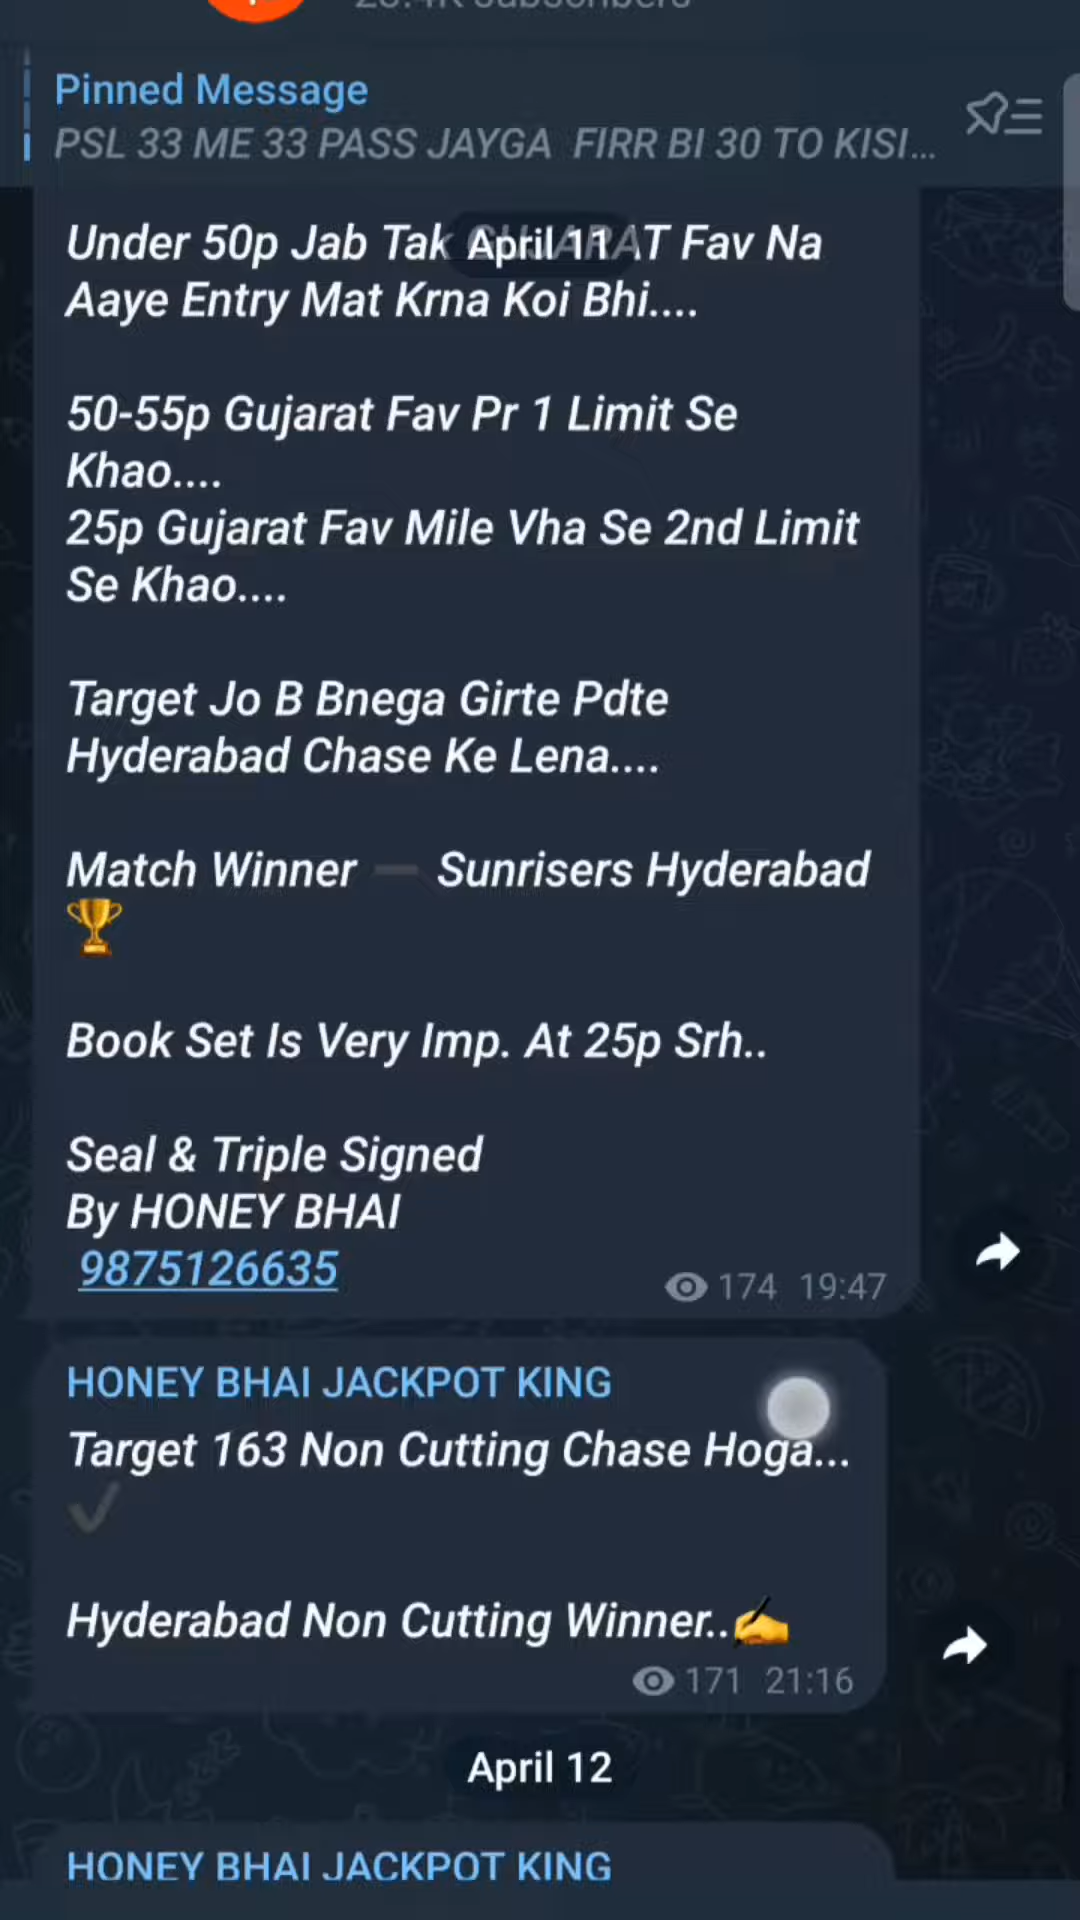 Pinned Message
PSL 33 ME 33 PASS JAYGA FIRR BI 30 TO KISI...
Under 50p Jab Tak GUJARAT Fav Na
April 11
Aaye Entry Mat Krna Koi Bhi....
50-55p Gujarat Fav Pr 1 Limit Se
Khao....
25p Gujarat Fav Mile Vha Se 2nd Limit
Se Khao....
Target Jo B Bnega Girte Pdte
Hyderabad Chase Ke Lena....
Match Winner ➖ Sunrisers Hyderabad
🏆
Book Set Is Very Imp. At 25p Srh..
Seal & Triple Signed
By HONEY BHAI
9875126635
174 19:47
HONEY BHAI JACKPOT KING
Target 163 Non Cutting Chase Hoga...
✔
Hyderabad Non Cutting Winner..✍
171 21:16
April 12
HONEY BHAI JACKPOT KING